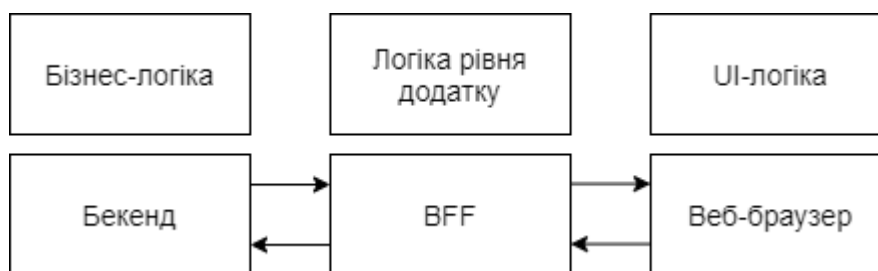 Бізнес-логіка
Логіка рівня
додатку
UI-логіка
Бекенд
BFF
Веб-браузер